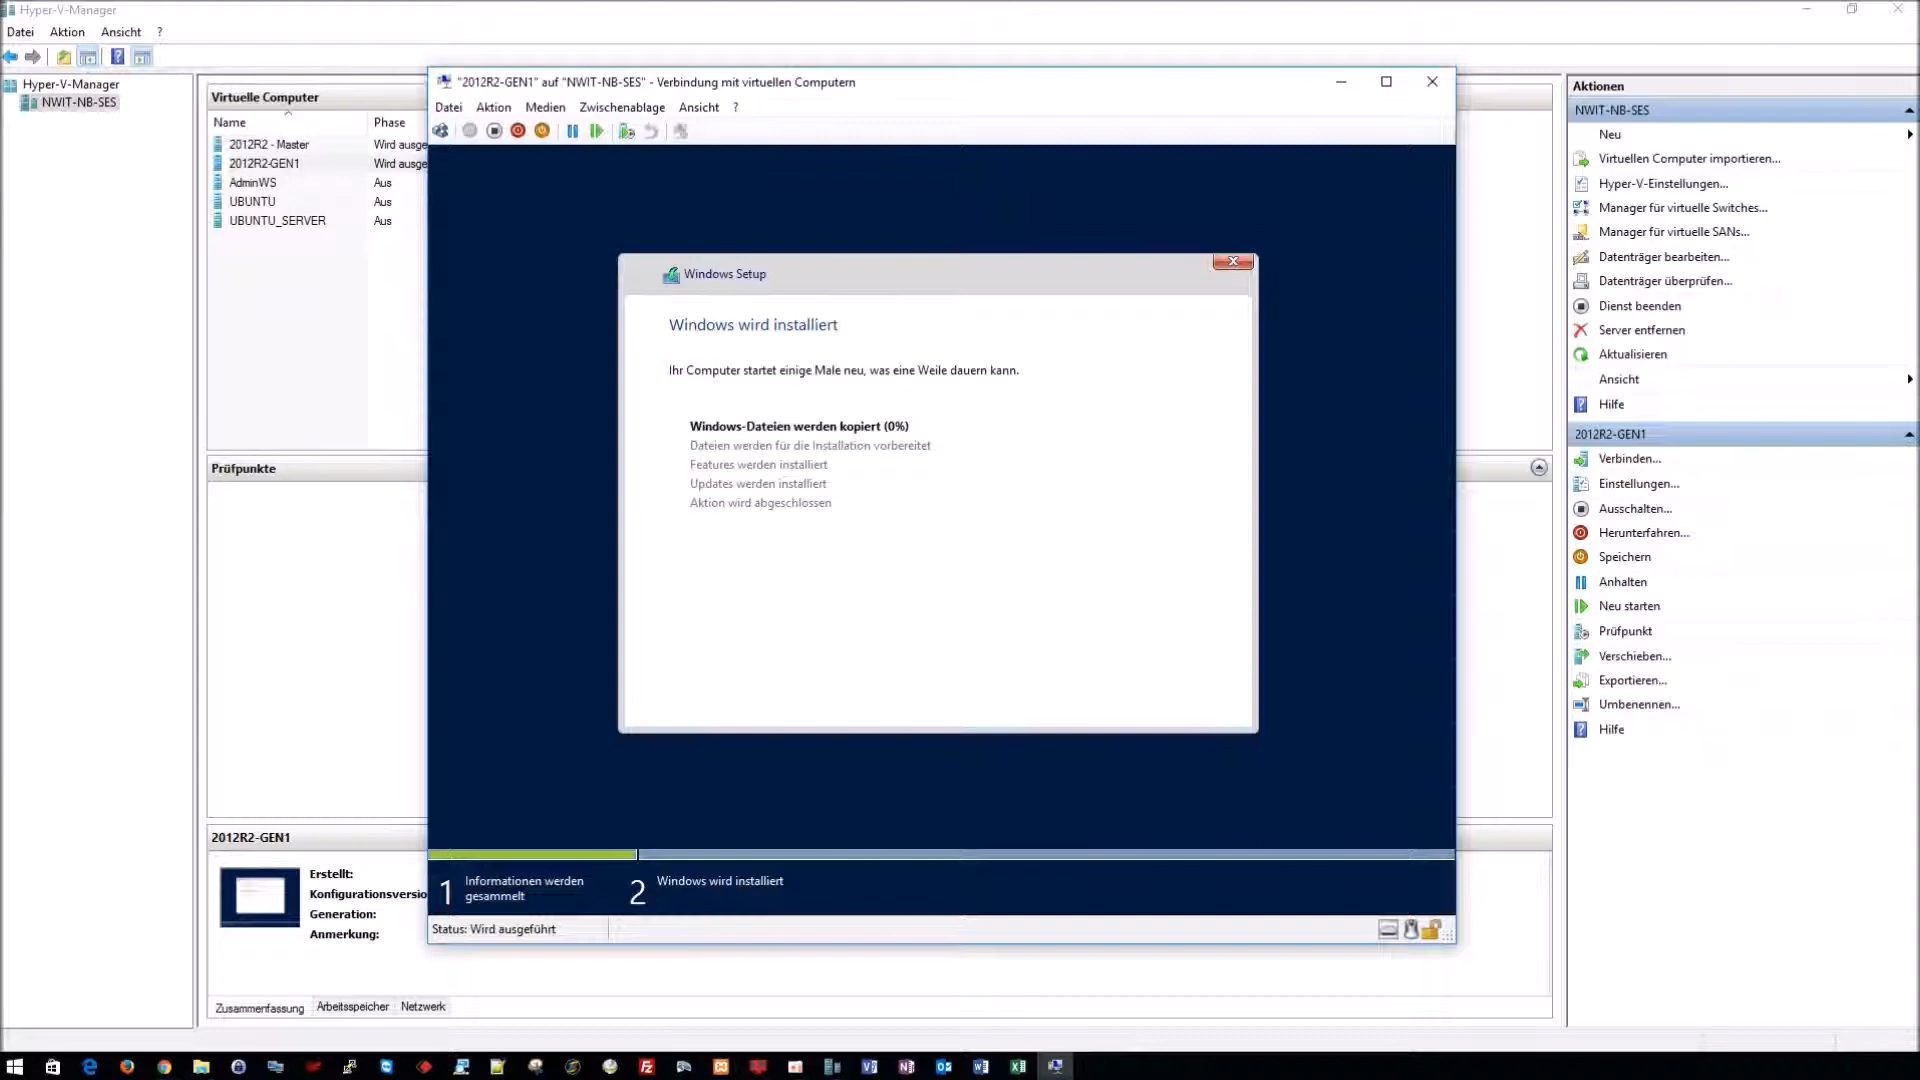 Hyper-V-Manager
Datei Aktion Ansicht ?
Hyper-V-Manager
NWIT-NB-SES
Virtuelle Computer
Name Phase
2012R2 - Master Wird ausge
2012R2-GEN1 Wird ausge
AdminWS Aus
UBUNTU Aus
UBUNTU_SERVER Aus
Prüfpunkte
2012R2-GEN1
Erstellt:
Konfigurationsversio
Generation:
Anmerkung:
Zusammenfassung Arbeitsspeicher Netzwerk
"2012R2-GEN1" auf "NWIT-NB-SES" - Verbindung mit virtuellen Computern
Datei Aktion Medien Zwischenablage Ansicht ?
Windows Setup
Windows wird installiert
Ihr Computer startet einige Male neu, was eine Weile dauern kann.
Windows-Dateien werden kopiert (0%)
Dateien werden für die Installation vorbereitet
Features werden installiert
Updates werden installiert
Aktion wird abgeschlossen
1 Informationen werden
gesammelt
2 Windows wird installiert
Status: Wird ausgeführt
Aktionen
NWIT-NB-SES
Neu
Virtuellen Computer importieren...
Hyper-V-Einstellungen...
Manager für virtuelle Switches...
Manager für virtuelle SANs...
Datenträger bearbeiten...
Datenträger überprüfen...
Dienst beenden
Server entfernen
Aktualisieren
Ansicht
Hilfe
2012R2-GEN1
Verbinden...
Einstellungen...
Ausschalten...
Herunterfahren...
Speichern
Anhalten
Neu starten
Prüfpunkt
Verschieben...
Exportieren...
Umbenennen...
Hilfe